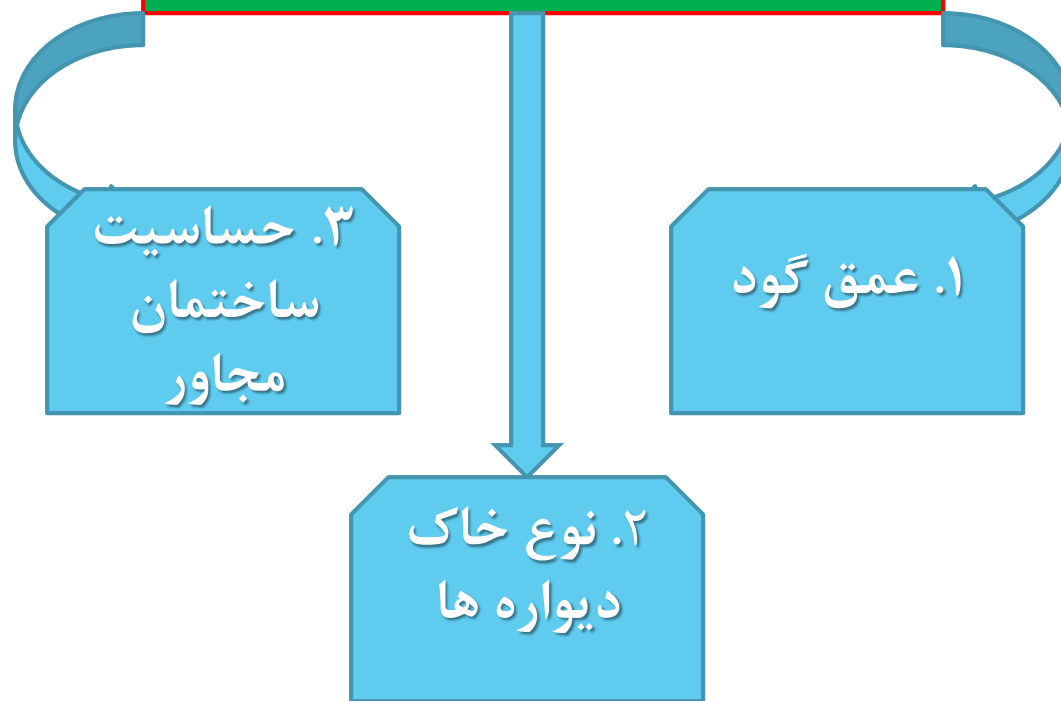 ۱. عمق گود
۲. نوع خاک
دیواره ها
۳. حساسیت
ساختمان
مجاور